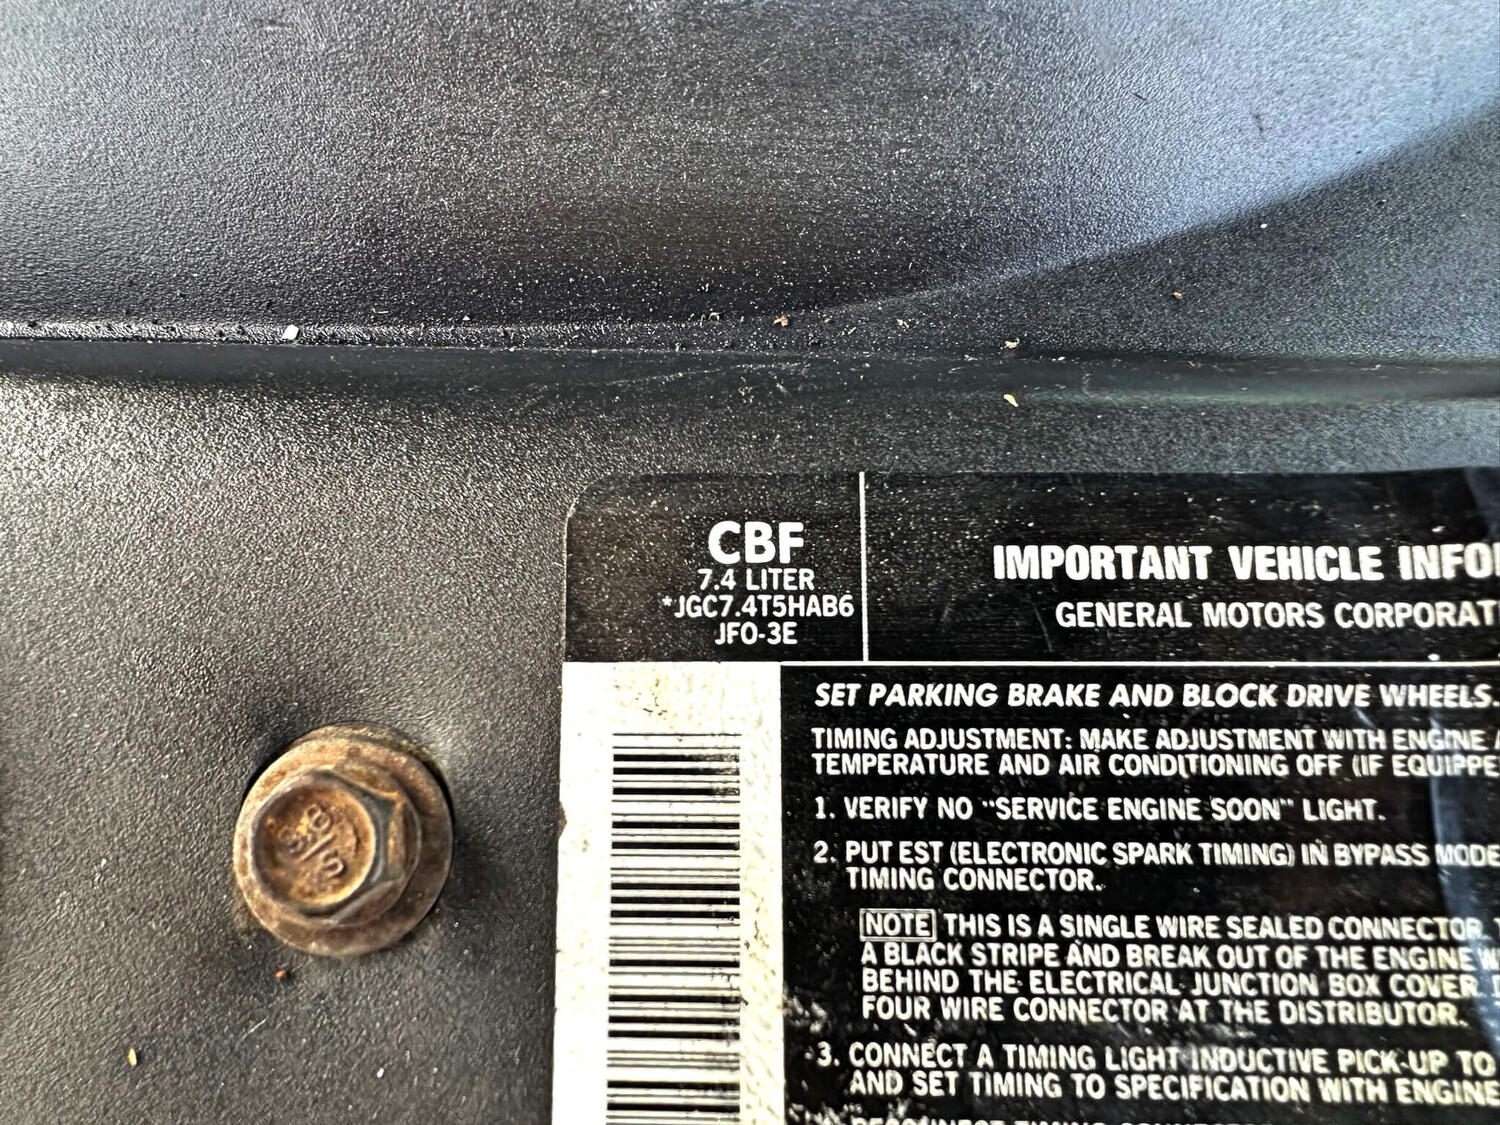 CBF
7.4 LITER
*JGC7.4T5HAB6
JFO-3E
IMPORTANT VEHICLE INFO
GENERAL MOTORS CORPORAT
SET PARKING BRAKE AND BLOCK DRIVE WHEELS.
TIMING ADJUSTMENT: MAKE ADJUSTMENT WITH ENGINE A
TEMPERATURE AND AIR CONDITIONING OFF (IF EQUIPPE
1. VERIFY NO "SERVICE ENGINE SOON" LIGHT.
2. PUT EST (ELECTRONIC SPARK TIMING) IN BYPASS MODE
TIMING CONNECTOR.
NOTE THIS IS A SINGLE WIRE SEALED CONNECTOR
A BLACK STRIPE AND BREAK OUT OF THE ENGINE W
BEHIND THE ELECTRICAL JUNCTION BOX COVER.
FOUR WIRE CONNECTOR AT THE DISTRIBUTOR.
3. CONNECT A TIMING LIGHT INDUCTIVE PICK-UP TO
AND SET TIMING TO SPECIFICATION WITH ENGINE